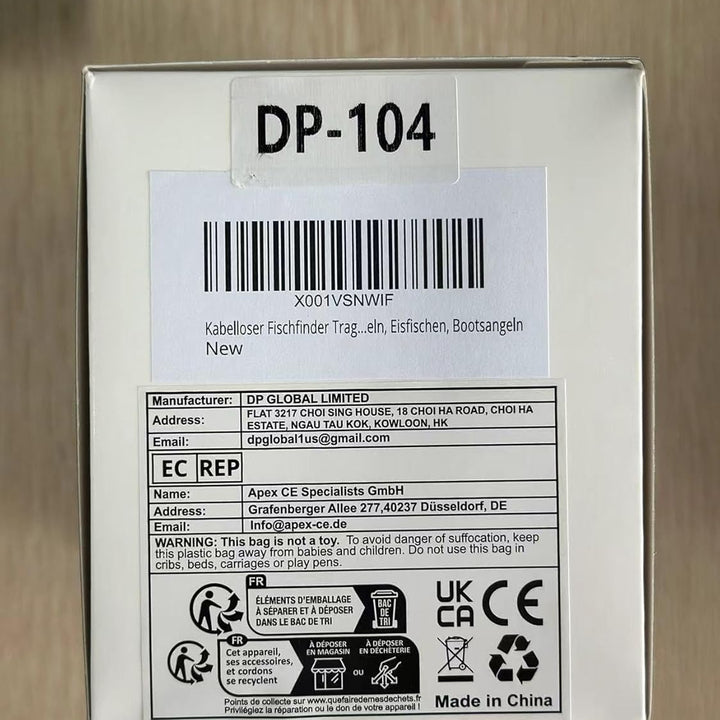 DP-104
X001VSNWIF
Kabelloser Fischfinder Trag...eln, Eisfischen, Bootsangeln
New
Manufacturer: DP GLOBAL LIMITED
Address: FLAT 3217 CHOI SING HOUSE, 18 CHOI HA ROAD, CHOI HA
ESTATE, NGAU TAU KOK, KOWLOON, HK
Email: dpglobal1us@gmail.com
EC REP
Name: Apex CE Specialists GmbH
Address: Grafenberger Allee 277,40237 Düsseldorf, DE
Email: Info@apex-ce.de
WARNING: This bag is not a toy. To avoid danger of suffocation, keep
this plastic bag away from babies and children. Do not use this bag in
cribs, beds, carriages or play pens.
FR
ÉLÉMENTS D'EMBALLAGE
À SÉPARER ET À DÉPOSER
DANS LE BAC DE TRI
BAC
DE
TRI
UK
CA
CE
FR
Cet appareil,
ses accessoires,
et cordons
se recyclent
À DÉPOSER
EN MAGASIN
OU
À DÉPOSER
EN DÉCHÈTERIE
Points de collecte sur www.quefairedemesdechets.fr
Privilégiez la réparation ou le don de votre appareil !
Made in China